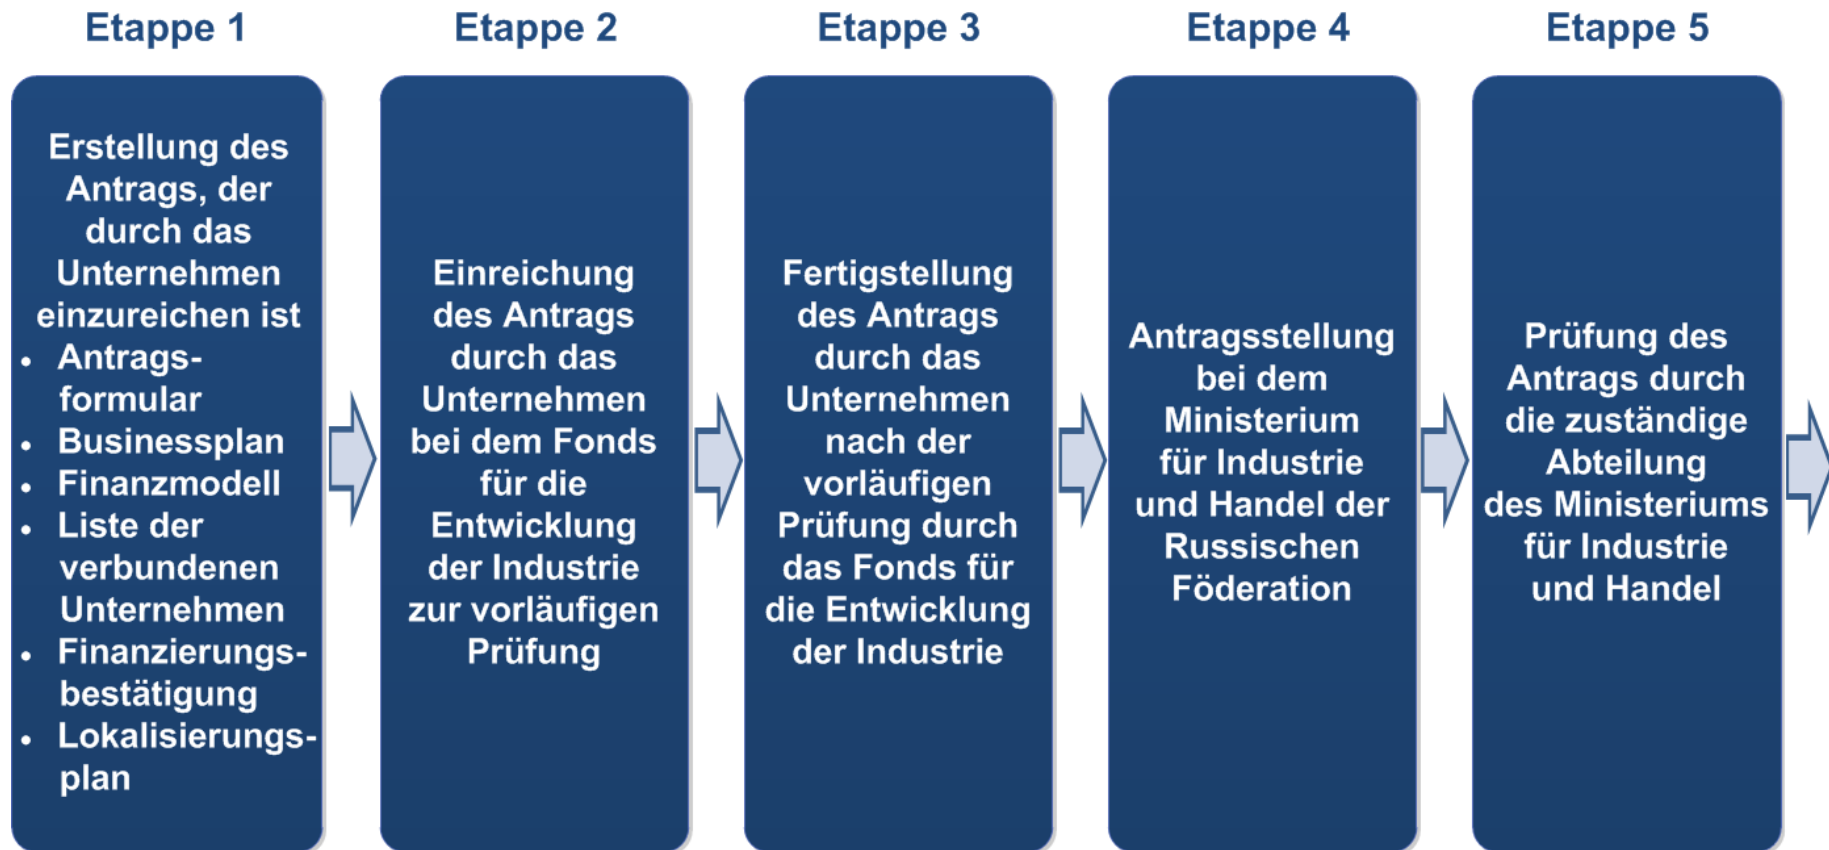 Etappe 1
Erstellung des
Antrags, der
durch das
Unternehmen
einzureichen ist
• Antrags-
formular
• Businessplan
• Finanzmodell
• Liste der
verbundenen
Unternehmen
• Finanzierungs-
bestätigung
• Lokalisierungs-
plan
Etappe 2
Einreichung
des Antrags
durch das
Unternehmen
bei dem Fonds
für die
Entwicklung
der Industrie
zur vorläufigen
Prüfung
Etappe 3
Fertigstellung
des Antrags
durch das
Unternehmen
nach der
vorläufigen
Prüfung durch
das Fonds für
die Entwicklung
der Industrie
Etappe 4
Antragsstellung
bei dem
Ministerium
für Industrie
und Handel der
Russischen
Föderation
Etappe 5
Prüfung des
Antrags durch
die zuständige
Abteilung
des Ministeriums
für Industrie
und Handel